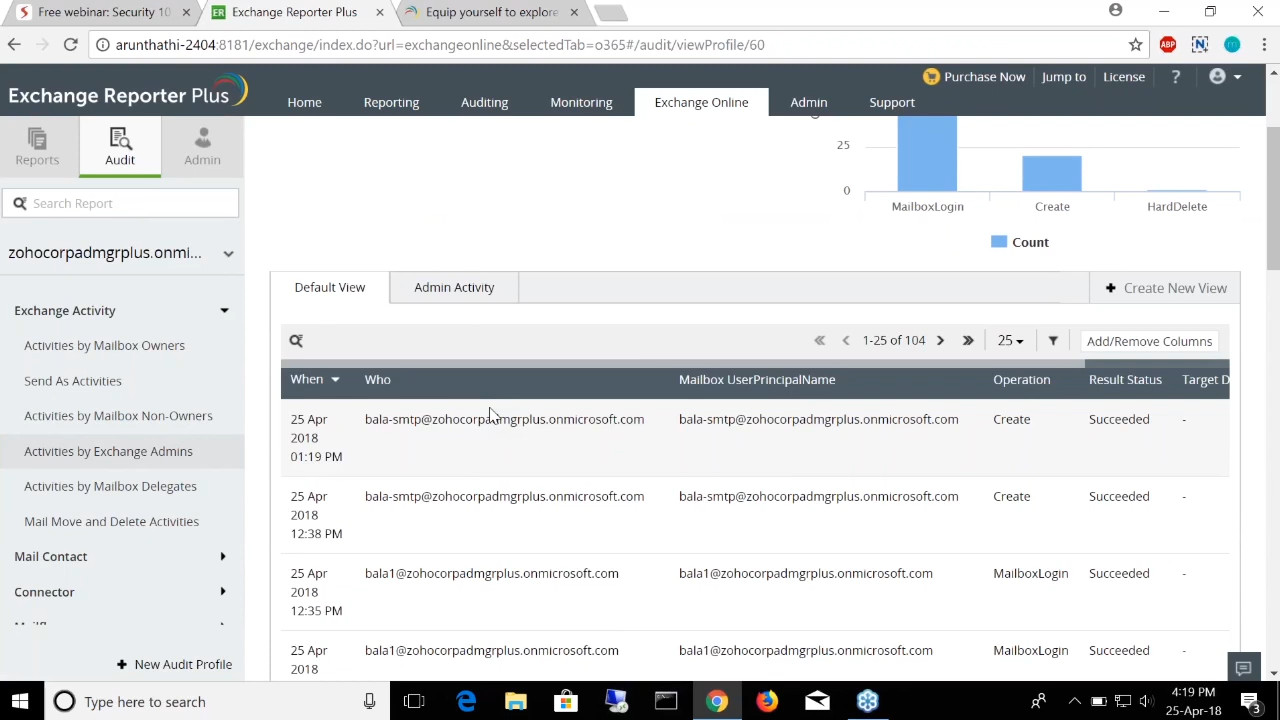 Free webinar: Security 10
Exchange Reporter Plus
Equip yourself to explore
arunthathi-2404:8181/exchange/index.do?url=exchangeonline&selectedTab=o365#/audit/viewProfile/60
ABP
N
m
Exchange Reporter Plus
Purchase Now
Jump to
License
?
Home
Reporting
Auditing
Monitoring
Exchange Online
Admin
Support
Reports
Audit
Admin
Search Report
zohocorpadmgrplus.onmi...
Exchange Activity
Activities by Mailbox Owners
Send As Activities
Activities by Mailbox Non-Owners
Activities by Exchange Admins
Activities by Mailbox Delegates
Mail Move and Delete Activities
Mail Contact
Connector
+ New Audit Profile
25
0
MailboxLogin
Create
HardDelete
Count
Default View
Admin Activity
+ Create New View
1-25 of 104
25
Add/Remove Columns
When
Who
Mailbox UserPrincipalName
Operation
Result Status
Target D
25 Apr
2018
01:19 PM
bala-smtp@zohocorpadmgrplus.onmicrosoft.com
bala-smtp@zohocorpadmgrplus.onmicrosoft.com
Create
Succeeded
-
25 Apr
2018
12:38 PM
bala-smtp@zohocorpadmgrplus.onmicrosoft.com
bala-smtp@zohocorpadmgrplus.onmicrosoft.com
Create
Succeeded
-
25 Apr
2018
12:35 PM
bala1@zohocorpadmgrplus.onmicrosoft.com
bala1@zohocorpadmgrplus.onmicrosoft.com
MailboxLogin
Succeeded
-
25 Apr
2018
bala1@zohocorpadmgrplus.onmicrosoft.com
bala1@zohocorpadmgrplus.onmicrosoft.com
MailboxLogin
Succeeded
-
Type here to search
4:19 PM
25-Apr-18
3